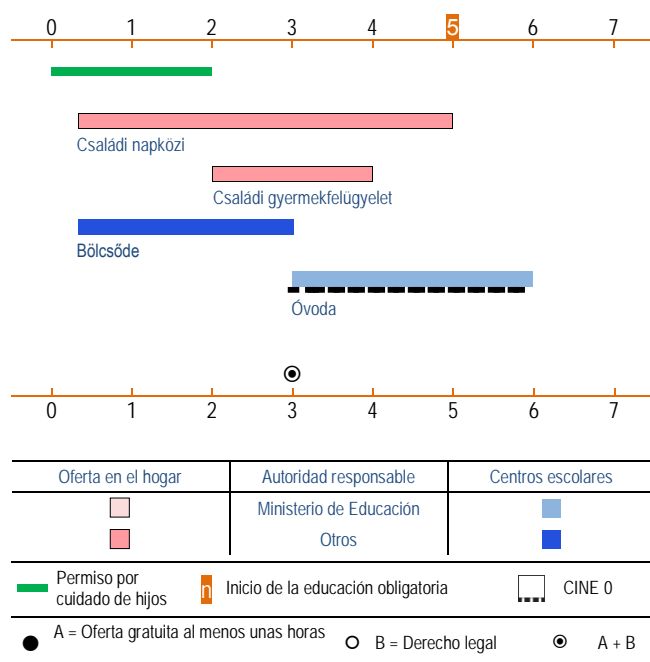 0 1 2 3 4 5 6 7
Családi napközi
Családi gyermekfelügyelet
Bölcsőde
Óvoda
0 1 2 3 4 5 6 7
Oferta en el hogar Autoridad responsable Centros escolares
Ministerio de Educación
Otros
Permiso por
cuidado de hijos
n Inicio de la educación obligatoria
CINE 0
A = Oferta gratuita al menos unas horas
B = Derecho legal
A + B